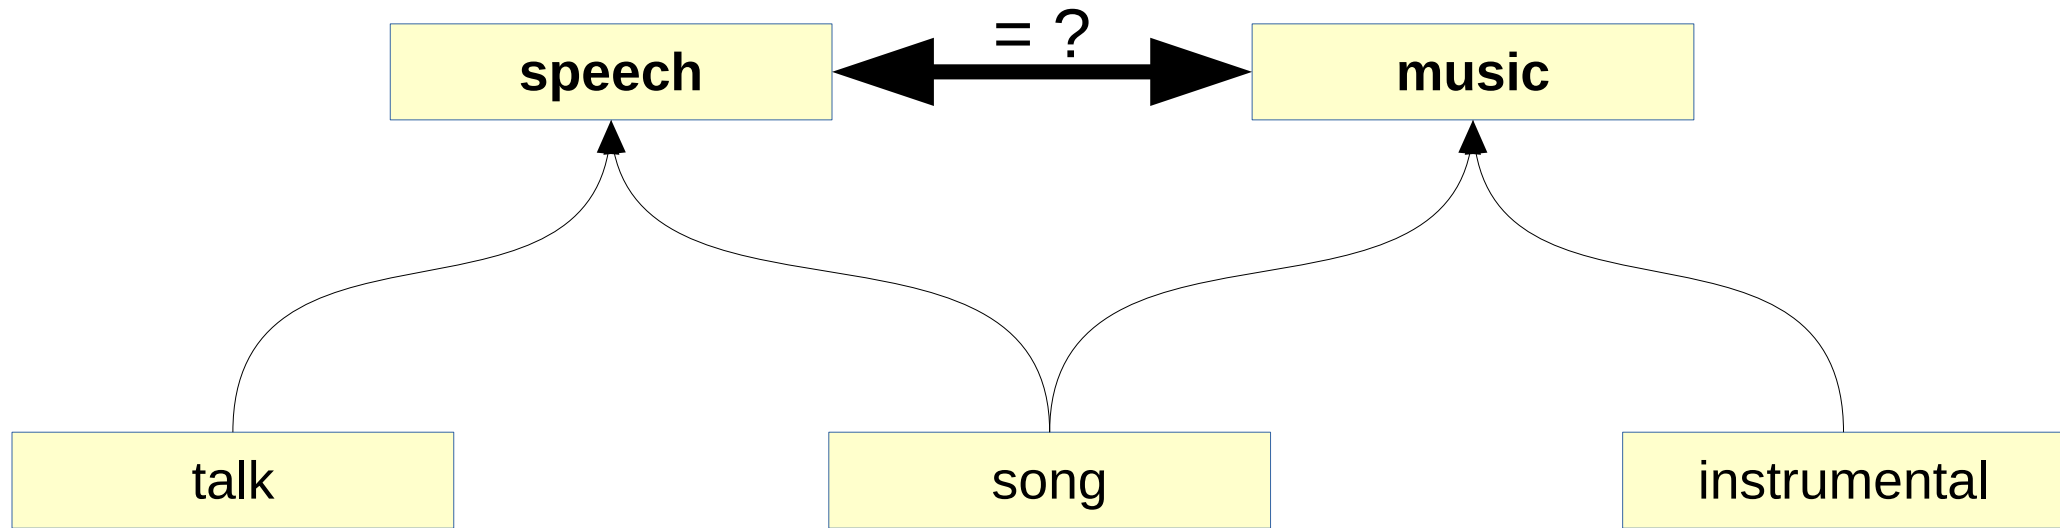 = ?
speech
music
talk
song
instrumental